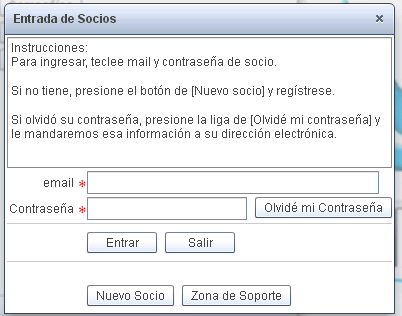 Entrada de Socios
Instrucciones:
Para ingresar, teclee mail y contraseña de socio.
Si no tiene, presione el botón de [Nuevo socio] y regístrese.
Si olvidó su contraseña, presione la liga de [Olvidé mi contraseña] y
le mandaremos esa información a su dirección electrónica.
email *
Contraseña * Olvidé mi Contraseña
Entrar Salir
Nuevo Socio Zona de Soporte